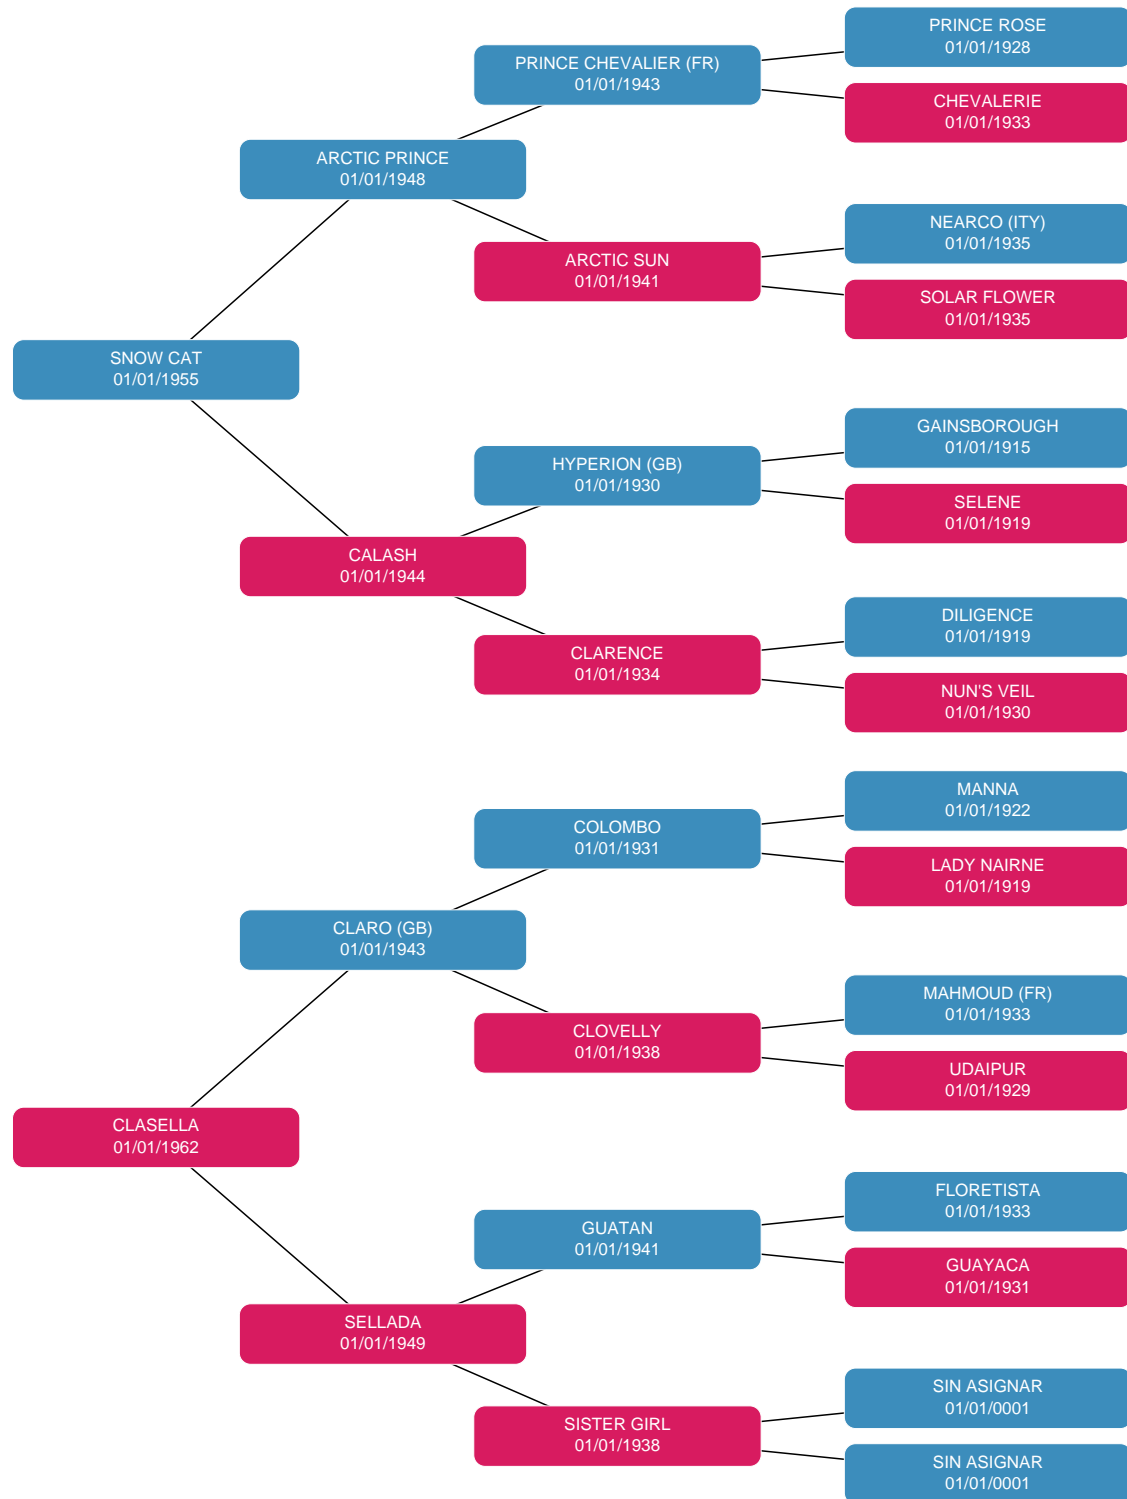 PRINCE ROSE
01/01/1928
PRINCE CHEVALIER (FR)
01/01/1943
CHEVALERIE
01/01/1933
ARCTIC PRINCE
01/01/1948
NEARCO (ITY)
01/01/1935
ARCTIC SUN
01/01/1941
SOLAR FLOWER
01/01/1935
SNOW CAT
01/01/1955
GAINSBOROUGH
01/01/1915
HYPERION (GB)
01/01/1930
SELENE
01/01/1919
CALASH
01/01/1944
DILIGENCE
01/01/1919
CLARENCE
01/01/1934
NUN'S VEIL
01/01/1930
MANNA
01/01/1922
COLOMBO
01/01/1931
LADY NAIRNE
01/01/1919
CLARO (GB)
01/01/1943
MAHMOUD (FR)
01/01/1933
CLOVELLY
01/01/1938
UDAIPUR
01/01/1929
CLASELLA
01/01/1962
FLORETISTA
01/01/1933
GUATAN
01/01/1941
GUAYACA
01/01/1931
SELLADA
01/01/1949
SIN ASIGNAR
01/01/0001
SISTER GIRL
01/01/1938
SIN ASIGNAR
01/01/0001